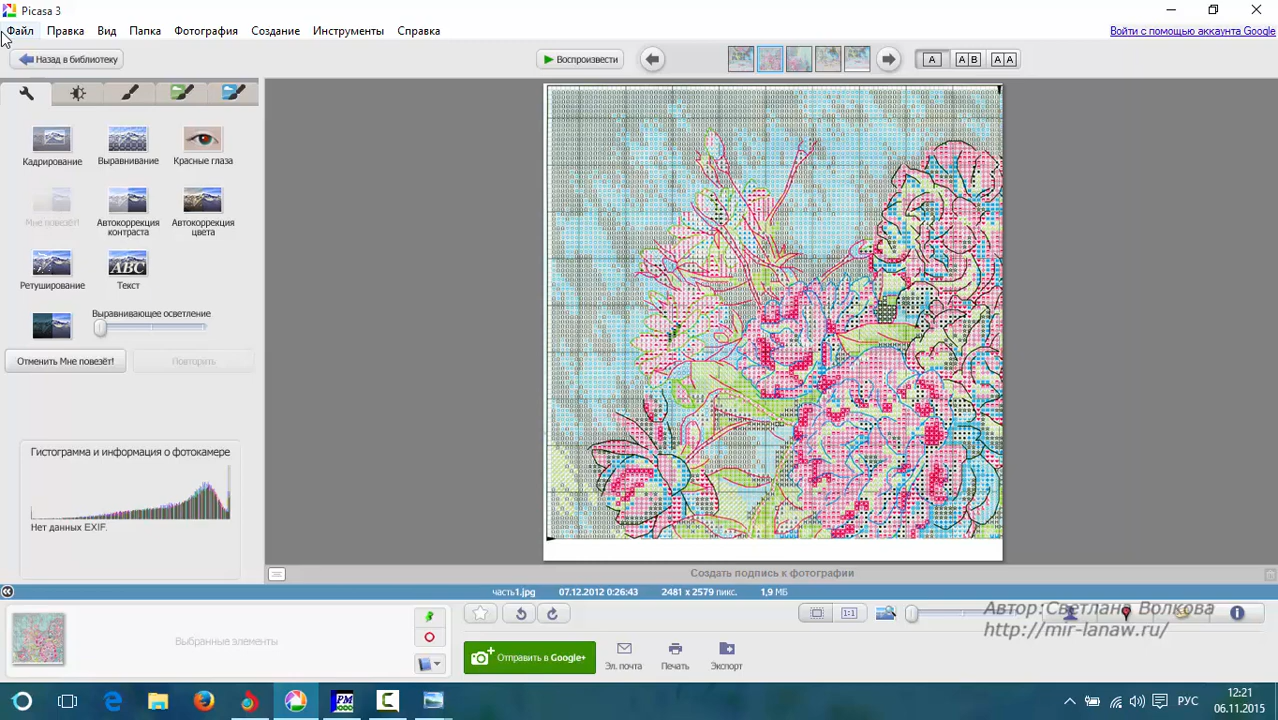 Picasa 3
Файл Правка Вид Папка Фотография Создание Инструменты Справка
Войти с помощью аккаунта Google
Назад в библиотеку
Воспроизвести
A
A B
A A
Кадрирование
Выравнивание
Красные глаза
Мне повезёт!
Автокоррекция контраста
Автокоррекция цвета
Ретуширование
ABC
Текст
Выравнивающее осветление
Отменить Мне повезёт!
Повторить
Гистограмма и информация о фотокамере
Нет данных EXIF.
Создать подпись к фотографии
часть1.jpg 07.12.2012 0:26:43 2481 x 2579 пикс. 1,9 МБ
Выбранные элементы
1:1
Автор:Светлана Волкова
http://mir-lanaw.ru/
Отправить в Google+
Эл. почта
Печать
Экспорт
PM
РУС
12:21
06.11.2015